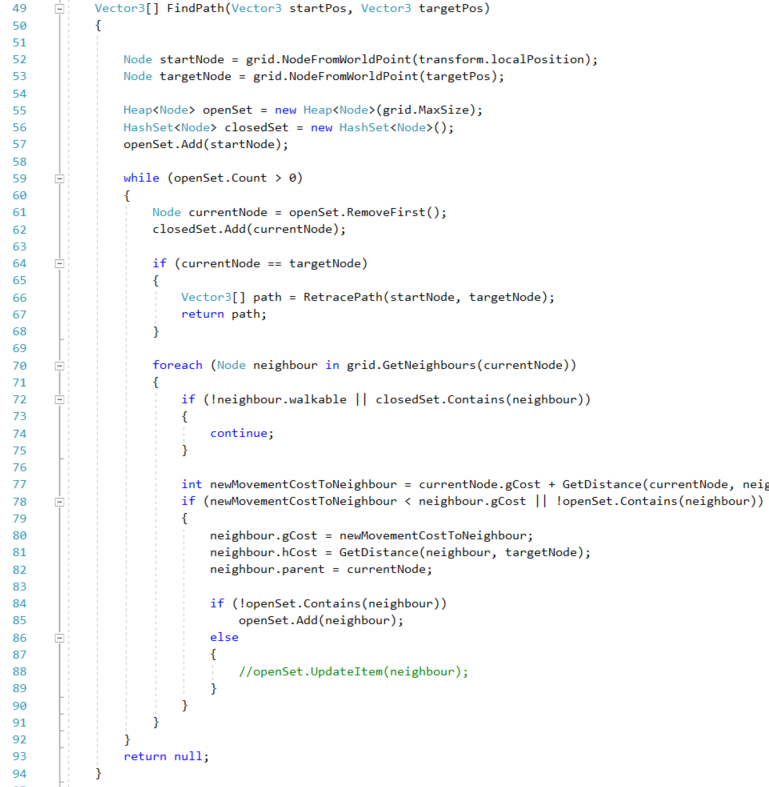 49 Vector3[] FindPath(Vector3 startPos, Vector3 targetPos)
50 {
51
52 Node startNode = grid.NodeFromWorldPoint(transform.localPosition);
53 Node targetNode = grid.NodeFromWorldPoint(targetPos);
54
55 Heap<Node> openSet = new Heap<Node>(grid.MaxSize);
56 HashSet<Node> closedSet = new HashSet<Node>();
57 openSet.Add(startNode);
58
59 while (openSet.Count > 0)
60 {
61 Node currentNode = openSet.RemoveFirst();
62 closedSet.Add(currentNode);
63
64 if (currentNode == targetNode)
65 {
66 Vector3[] path = RetracePath(startNode, targetNode);
67 return path;
68 }
69
70 foreach (Node neighbour in grid.GetNeighbours(currentNode))
71 {
72 if (!neighbour.walkable || closedSet.Contains(neighbour))
73 {
74 continue;
75 }
76
77 int newMovementCostToNeighbour = currentNode.gCost + GetDistance(currentNode, neig
78 if (newMovementCostToNeighbour < neighbour.gCost || !openSet.Contains(neighbour))
79 {
80 neighbour.gCost = newMovementCostToNeighbour;
81 neighbour.hCost = GetDistance(neighbour, targetNode);
82 neighbour.parent = currentNode;
83
84 if (!openSet.Contains(neighbour))
85 openSet.Add(neighbour);
86 else
87 {
88 //openSet.UpdateItem(neighbour);
89 }
90 }
91 }
92 }
93 return null;
94 }